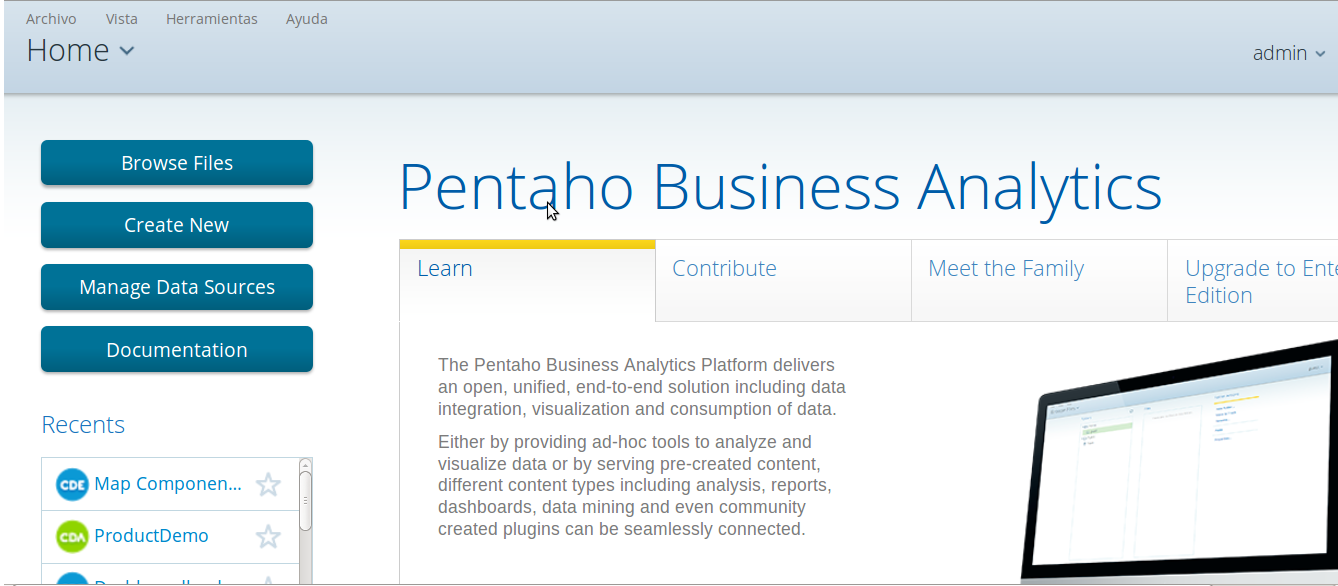 Archivo Vista Herramientas Ayuda
Home
admin
Browse Files
Create New
Manage Data Sources
Documentation
Recents
CDE Map Componen...
CDA ProductDemo
Pentaho Business Analytics
Learn
Contribute
Meet the Family
Upgrade to Ente
Edition
The Pentaho Business Analytics Platform delivers
an open, unified, end-to-end solution including data
integration, visualization and consumption of data.
Either by providing ad-hoc tools to analyze and
visualize data or by serving pre-created content,
different content types including analysis, reports,
dashboards, data mining and even community
created plugins can be seamlessly connected.